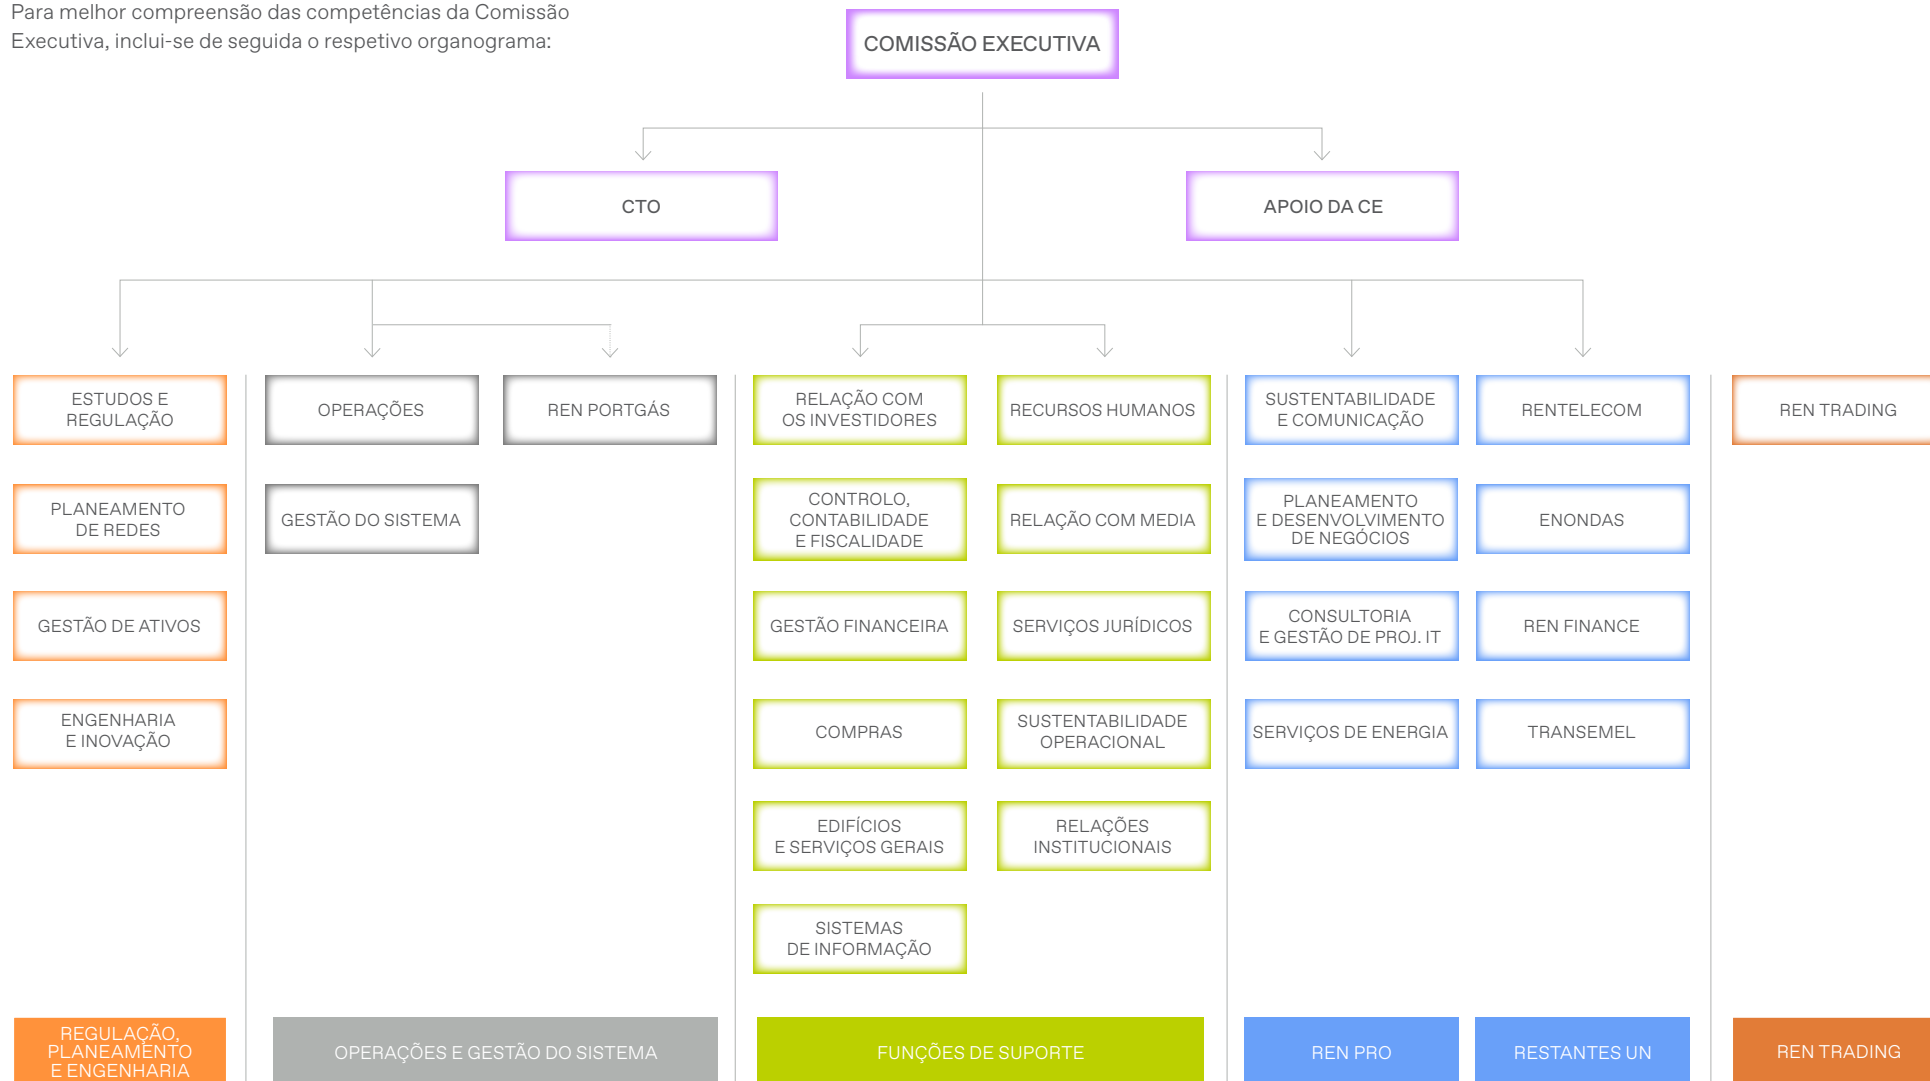 Para melhor compreensão das competências da Comissão
Executiva, inclui-se de seguida o respetivo organograma:
COMISSÃO EXECUTIVA
CTO
APOIO DA CE
ESTUDOS E
REGULAÇÃO
OPERAÇÕES
REN PORTGÁS
RELAÇÃO COM
OS INVESTIDORES
RECURSOS HUMANOS
SUSTENTABILIDADE
E COMUNICAÇÃO
RENTELECOM
REN TRADING
PLANEAMENTO
DE REDES
GESTÃO DO SISTEMA
CONTROLO,
CONTABILIDADE
E FISCALIDADE
RELAÇÃO COM MEDIA
PLANEAMENTO
E DESENVOLVIMENTO
DE NEGÓCIOS
ENONDAS
GESTÃO DE ATIVOS
GESTÃO FINANCEIRA
SERVIÇOS JURÍDICOS
CONSULTORIA
E GESTÃO DE PROJ. IT
REN FINANCE
ENGENHARIA
E INOVAÇÃO
COMPRAS
SUSTENTABILIDADE
OPERACIONAL
SERVIÇOS DE ENERGIA
TRANSEMEL
EDIFÍCIOS
E SERVIÇOS GERAIS
RELAÇÕES
INSTITUCIONAIS
SISTEMAS
DE INFORMAÇÃO
REGULAÇÃO,
PLANEAMENTO
E ENGENHARIA
OPERAÇÕES E GESTÃO DO SISTEMA
FUNÇÕES DE SUPORTE
REN PRO
RESTANTES UN
REN TRADING